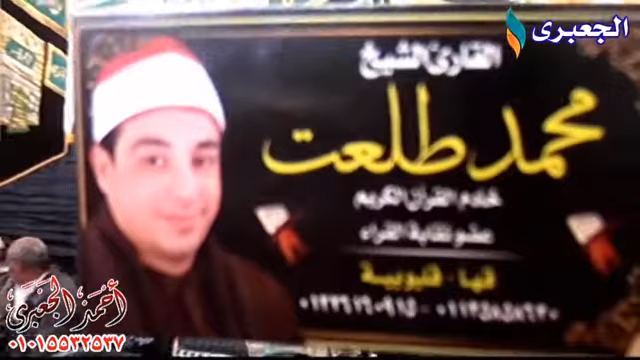 الجعبرى
القارئ الشيخ
محمد طلعت
خادم القرآن الكريم
عضو نقابة القراء
قها - قليوبية
أحمد الجعبرى
٠١٠١٥٥٣٢٥٣٧